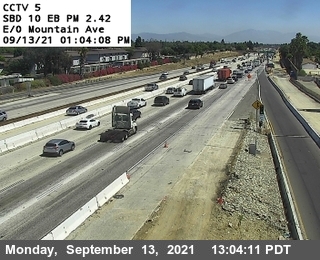 CCTV 5
SBD 10 EB PM 2.42
E/O Mountain Ave
09/13/21 01:04:08 PM
Monday, September 13, 2021 13:04:11 PDT